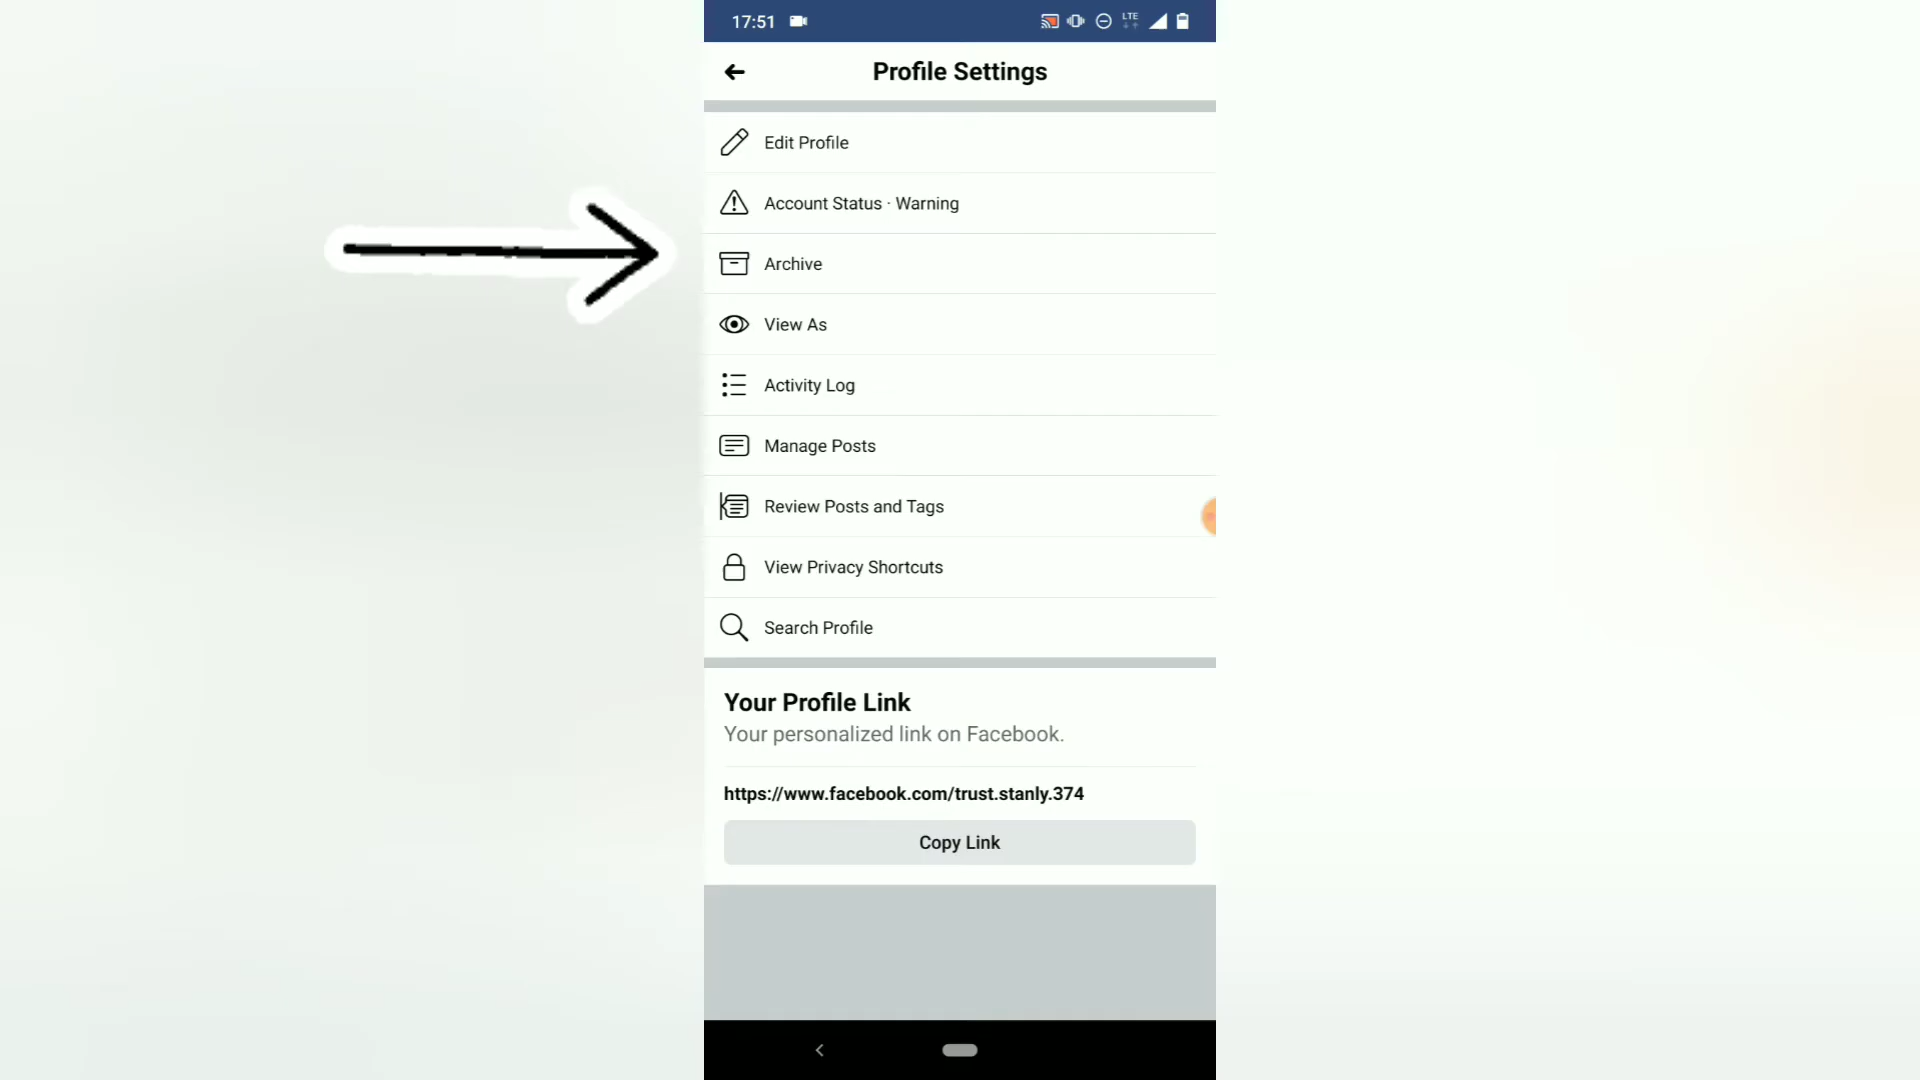 17:51
LTE
Profile Settings
Edit Profile
Account Status · Warning
Archive
View As
Activity Log
Manage Posts
Review Posts and Tags
View Privacy Shortcuts
Search Profile
Your Profile Link
Your personalized link on Facebook.
https://www.facebook.com/trust.stanly.374
Copy Link